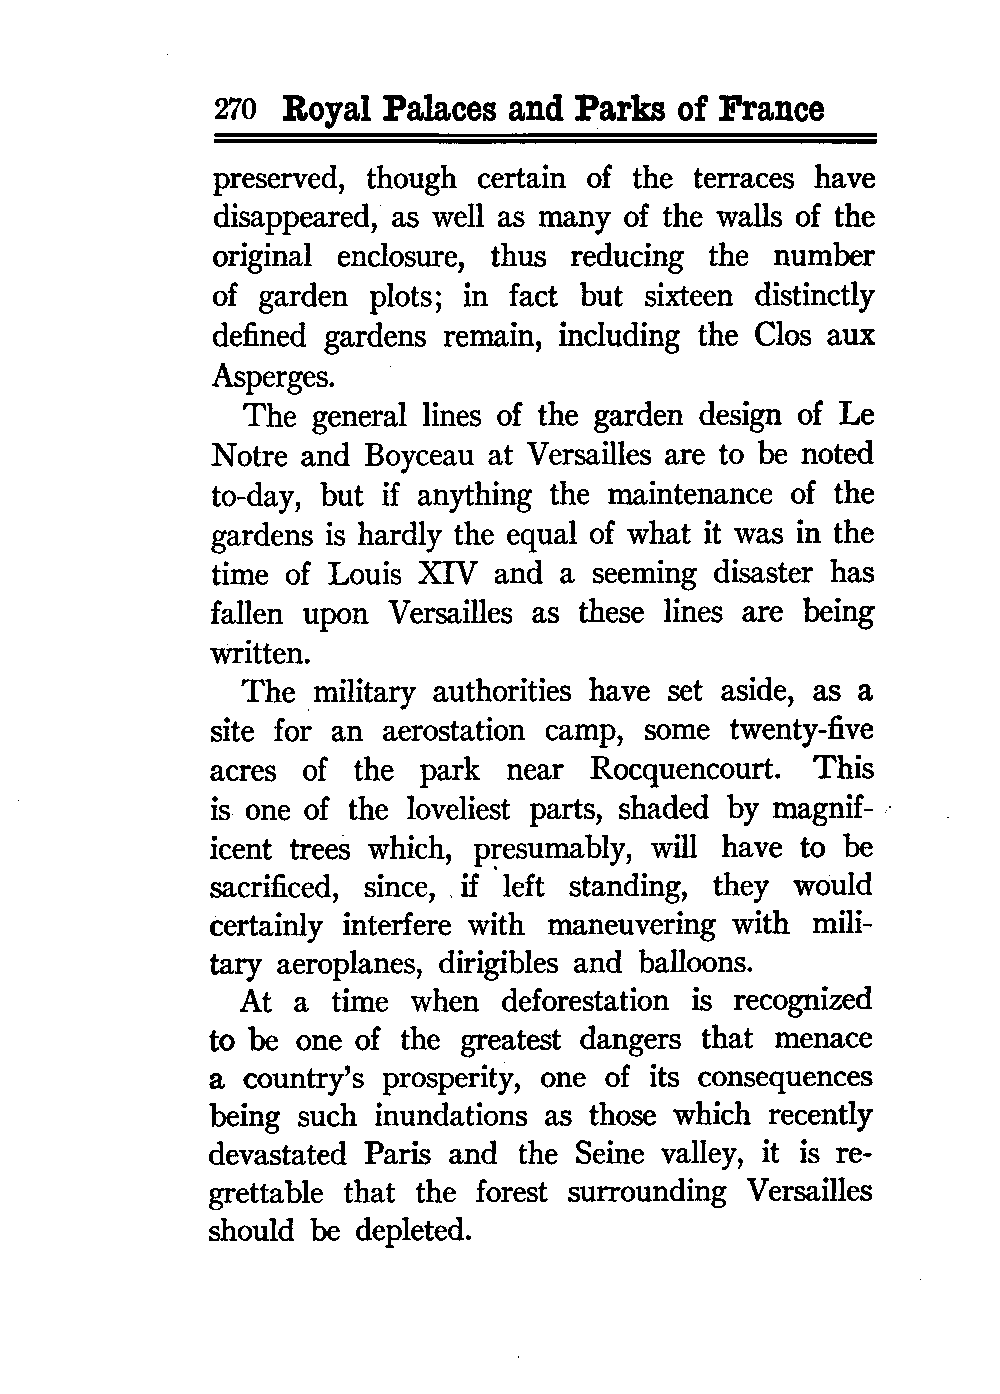 270 Royal Palaces and Parks of France
preserved, though certain of the terraces have
disappeared, as well as many of the walls of the
original enclosure, thus reducing the number
of garden plots; in fact but sixteen distinctly
defined gardens remain, including the Clos aux
Asperges.
The general lines of the garden design of Le
Notre and Boyceau at Versailles are to be noted
to-day, but if anything the maintenance of the
gardens is hardly the equal of what it was in the
time of Louis XIV and a seeming disaster has
fallen upon Versailles as these lines are being
written.
The military authorities have set aside, as a
site for an aerostation camp, some twenty-five
acres of the park near Rocquencourt. This
is one of the loveliest parts, shaded by magnif-
icent trees which, presumably, will have to be
sacrificed, since, if left standing, they would
certainly interfere with maneuvering with mili-
tary aeroplanes, dirigibles and balloons.
At a time when deforestation is recognized
to be one of the greatest dangers that menace
a country's prosperity, one of its consequences
being such inundations as those which recently
devastated Paris and the Seine valley, it is re-
grettable that the forest surrounding Versailles
should be depleted.